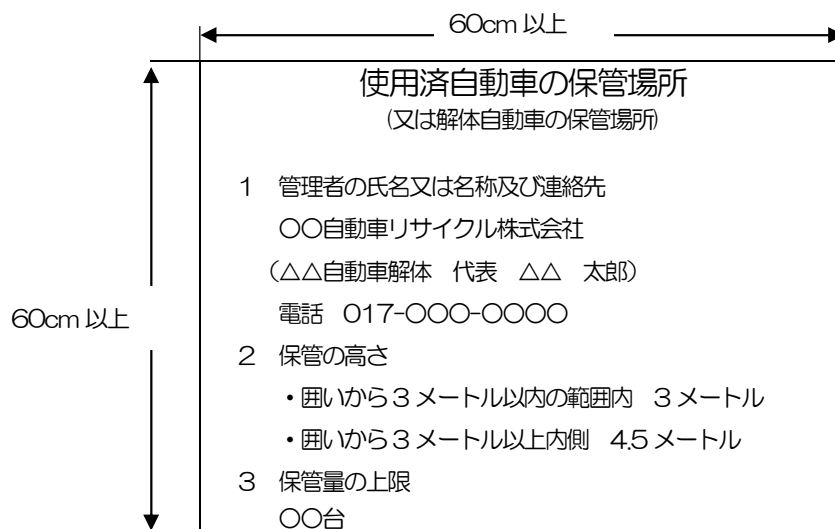 60cm 以上
使用済自動車の保管場所
(又は解体自動車の保管場所)
1 管理者の氏名又は名称及び連絡先
〇〇自動車リサイクル株式会社
(△△自動車解体 代表 △△ 太郎)
電話 017-〇〇〇-〇〇〇〇
60cm 以上
2 保管の高さ
・囲いから3メートル以内の範囲内 3メートル
・囲いから3メートル以上内側 4.5メートル
3 保管量の上限
〇〇台